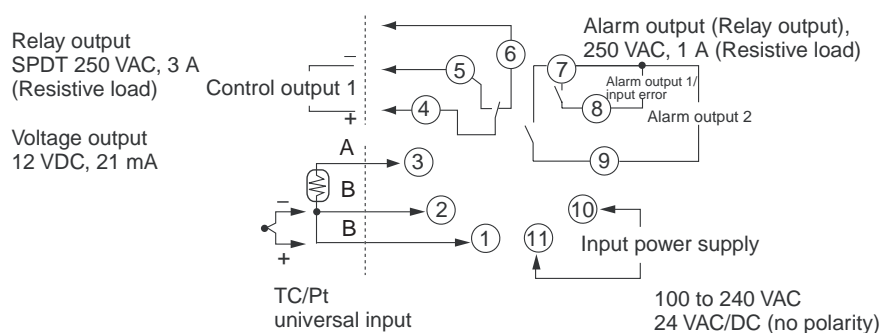 Relay output
SPDT 250 VAC, 3 A
(Resistive load)
Voltage output
12 VDC, 21 mA
−
Control output 1
+
6
5
4
Alarm output (Relay output),
250 VAC, 1 A (Resistive load)
7
Alarm output 1/
input error
8
Alarm output 2
9
A
3
B
−
2
B
1
+
TC/Pt
universal input
10
11
Input power supply
100 to 240 VAC
24 VAC/DC (no polarity)